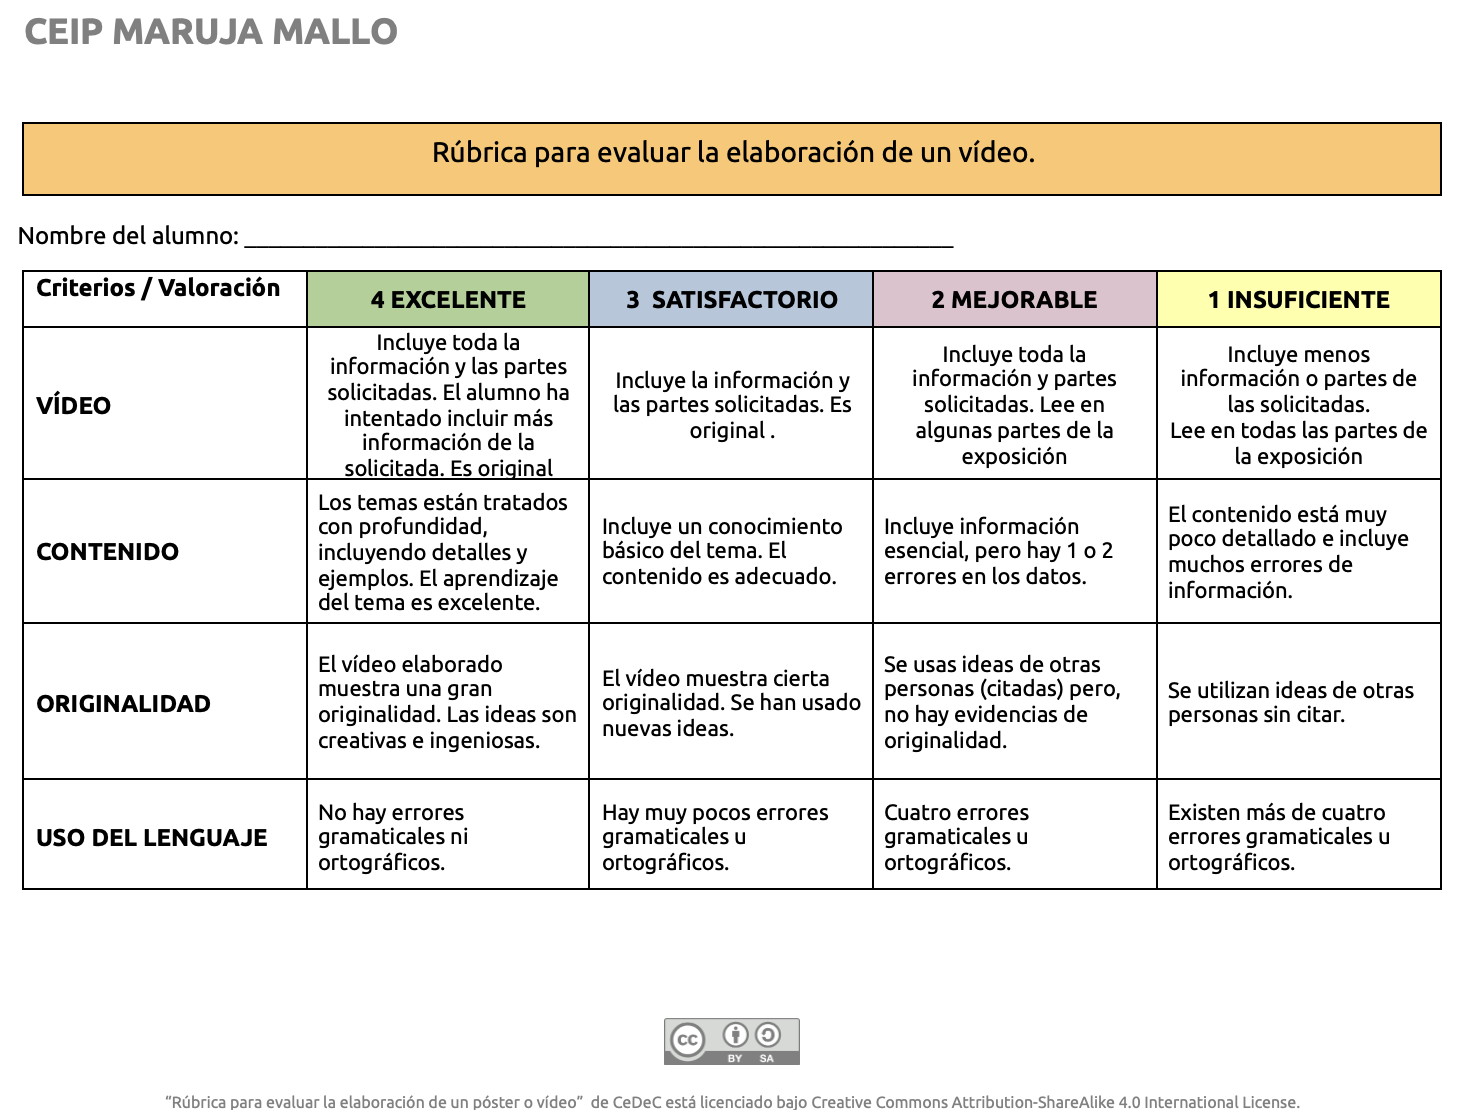 CEIP MARUJA MALLO
Rúbrica para evaluar la elaboración de un vídeo.
Nombre del alumno: ___________________________________________________________
Criterios / Valoración
4 EXCELENTE
3 SATISFACTORIO
2 MEJORABLE
1 INSUFICIENTE
VÍDEO
Incluye toda la
información y las partes
solicitadas. El alumno ha
intentado incluir más
información de la
solicitada. Es original
Incluye la información y
las partes solicitadas. Es
original .
Incluye toda la
información y partes
solicitadas. Lee en
algunas partes de la
exposición
Incluye menos
información o partes de
las solicitadas.
Lee en todas las partes de
la exposición
CONTENIDO
Los temas están tratados
con profundidad,
incluyendo detalles y
ejemplos. El aprendizaje
del tema es excelente.
Incluye un conocimiento
básico del tema. El
contenido es adecuado.
Incluye información
esencial, pero hay 1 o 2
errores en los datos.
El contenido está muy
poco detallado e incluye
muchos errores de
información.
ORIGINALIDAD
El vídeo elaborado
muestra una gran
originalidad. Las ideas son
creativas e ingeniosas.
El vídeo muestra cierta
originalidad. Se han usado
nuevas ideas.
Se usas ideas de otras
personas (citadas) pero,
no hay evidencias de
originalidad.
Se utilizan ideas de otras
personas sin citar.
USO DEL LENGUAJE
No hay errores
gramaticales ni
ortográficos.
Hay muy pocos errores
gramaticales u
ortográficos.
Cuatro errores
gramaticales u
ortográficos.
Existen más de cuatro
errores gramaticales u
ortográficos.
cc
BY SA
“Rúbrica para evaluar la elaboración de un póster o vídeo” de CeDeC está licenciado bajo Creative Commons Attribution-ShareAlike 4.0 International License.